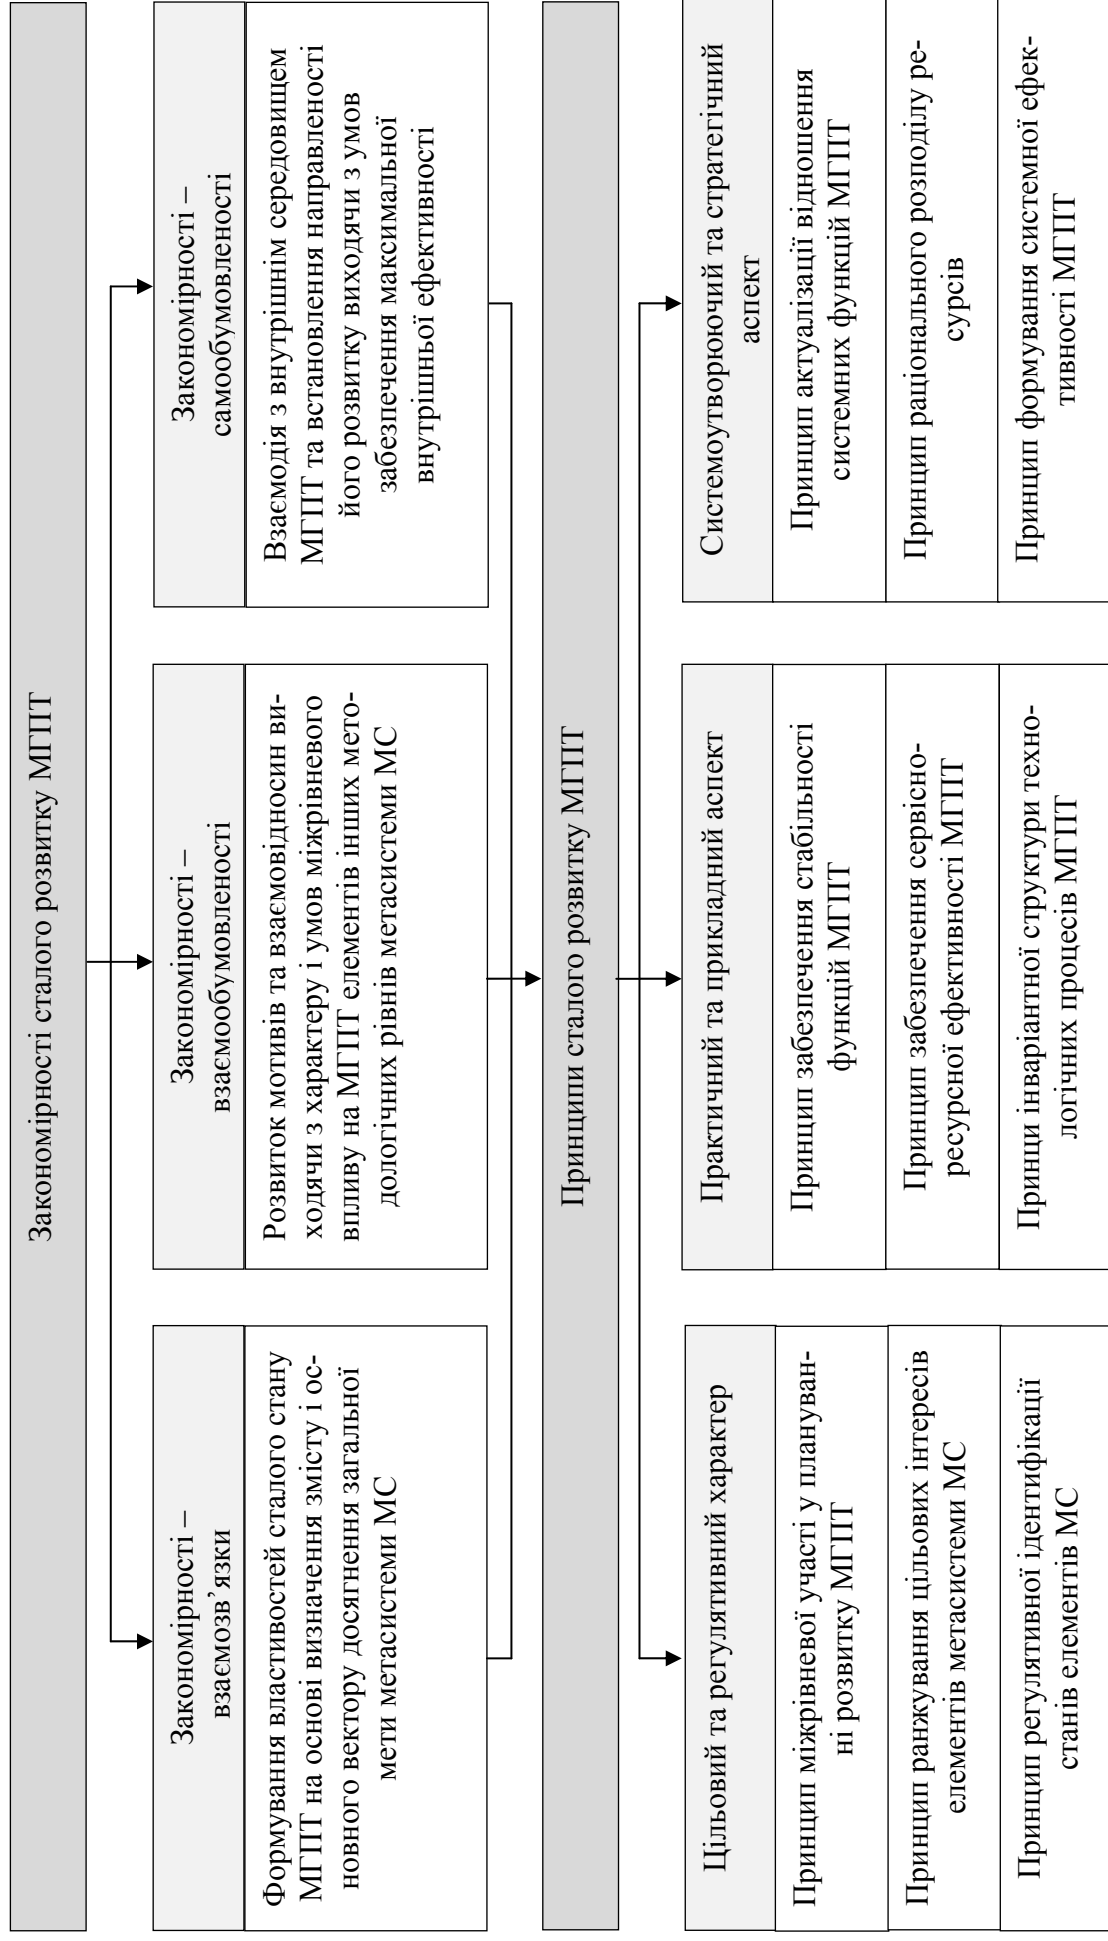 Закономірності сталого розвитку МГПТ
Закономірності –
взаємозв’язки
Формування властивостей сталого стану
МГПТ на основі визначення змісту і ос-
новного вектору досягнення загальної
мети метасистеми МС
Закономірності –
взаємообумовленості
Розвиток мотивів та взаємовідносин ви-
ходячи з характеру і умов міжрівневого
впливу на МГПТ елементів інших мето-
дологічних рівнів метасистеми МС
Закономірності –
самообумовленості
Взаємодія з внутрішнім середовищем
МГПТ та встановлення направленості
його розвитку виходячи з умов
забезпечення максимальної
внутрішньої ефективності
Принципи сталого розвитку МГПТ
Цільовий та регулятивний характер
Принцип міжрівневої участі у плануван-
ні розвитку МГПТ
Принцип ранжування цільових інтересів
елементів метасистеми МС
Принцип регулятивної ідентифікації
станів елементів МС
Практичний та прикладний аспект
Принцип забезпечення стабільності
функцій МГПТ
Принцип забезпечення сервісно-
ресурсної ефективності МГПТ
Принци інваріантної структури техно-
логічних процесів МГПТ
Системоутворюючий та стратегічний
аспект
Принцип актуалізації відношення
системних функцій МГПТ
Принцип раціонального розподілу ре-
сурсів
Принцип формування системної ефек-
тивності МГПТ